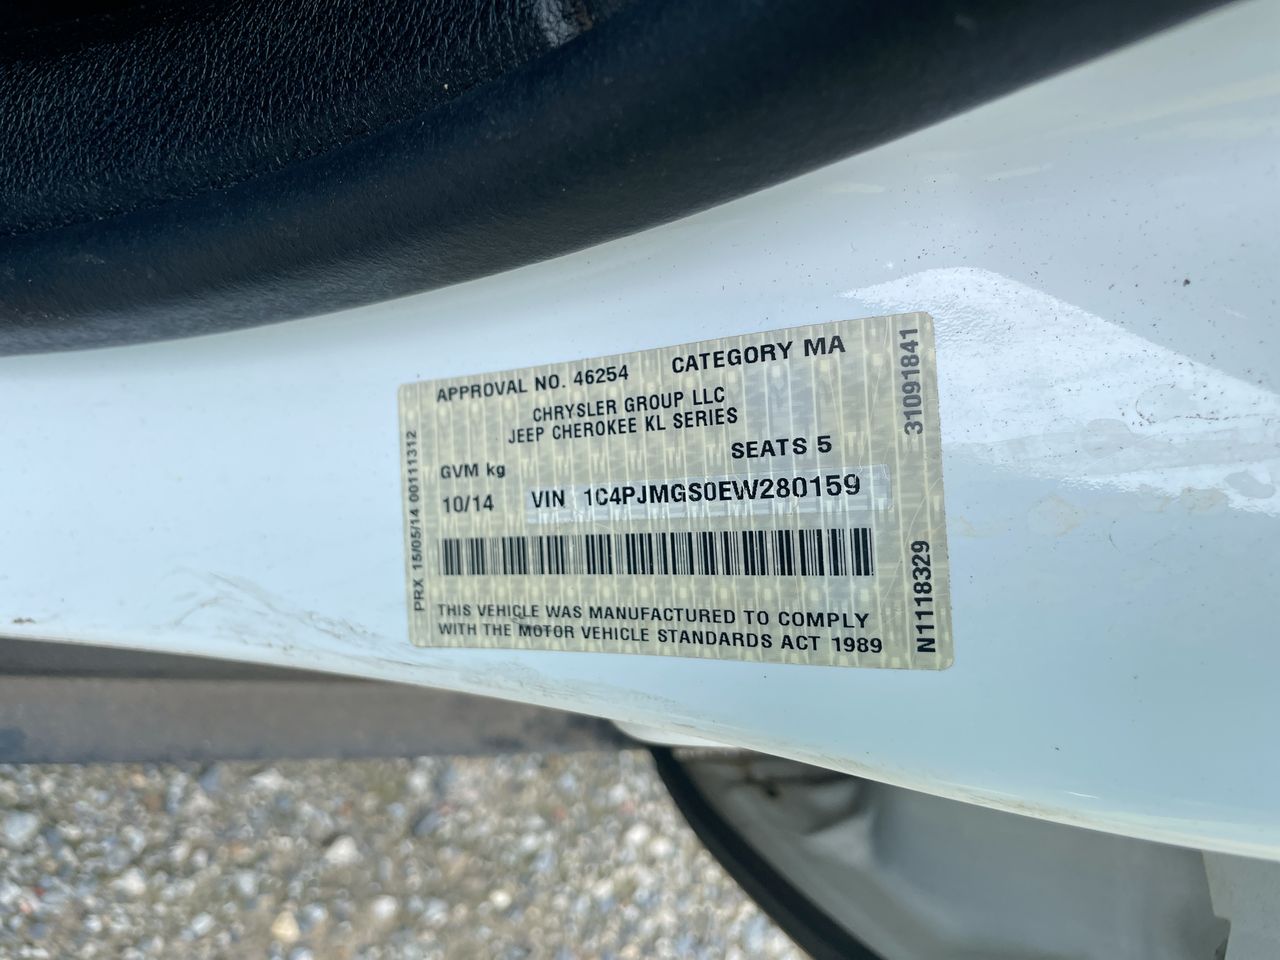 APPROVAL NO. 46254 CATEGORY MA
CHRYSLER GROUP LLC
JEEP CHEROKEE KL SERIES
SEATS 5
GVM kg
10/14 VIN 1C4PJMGS0EW280159
THIS VEHICLE WAS MANUFACTURED TO COMPLY
WITH THE MOTOR VEHICLE STANDARDS ACT 1989
PRX 15/05/14 00111312
31091841
N1118329